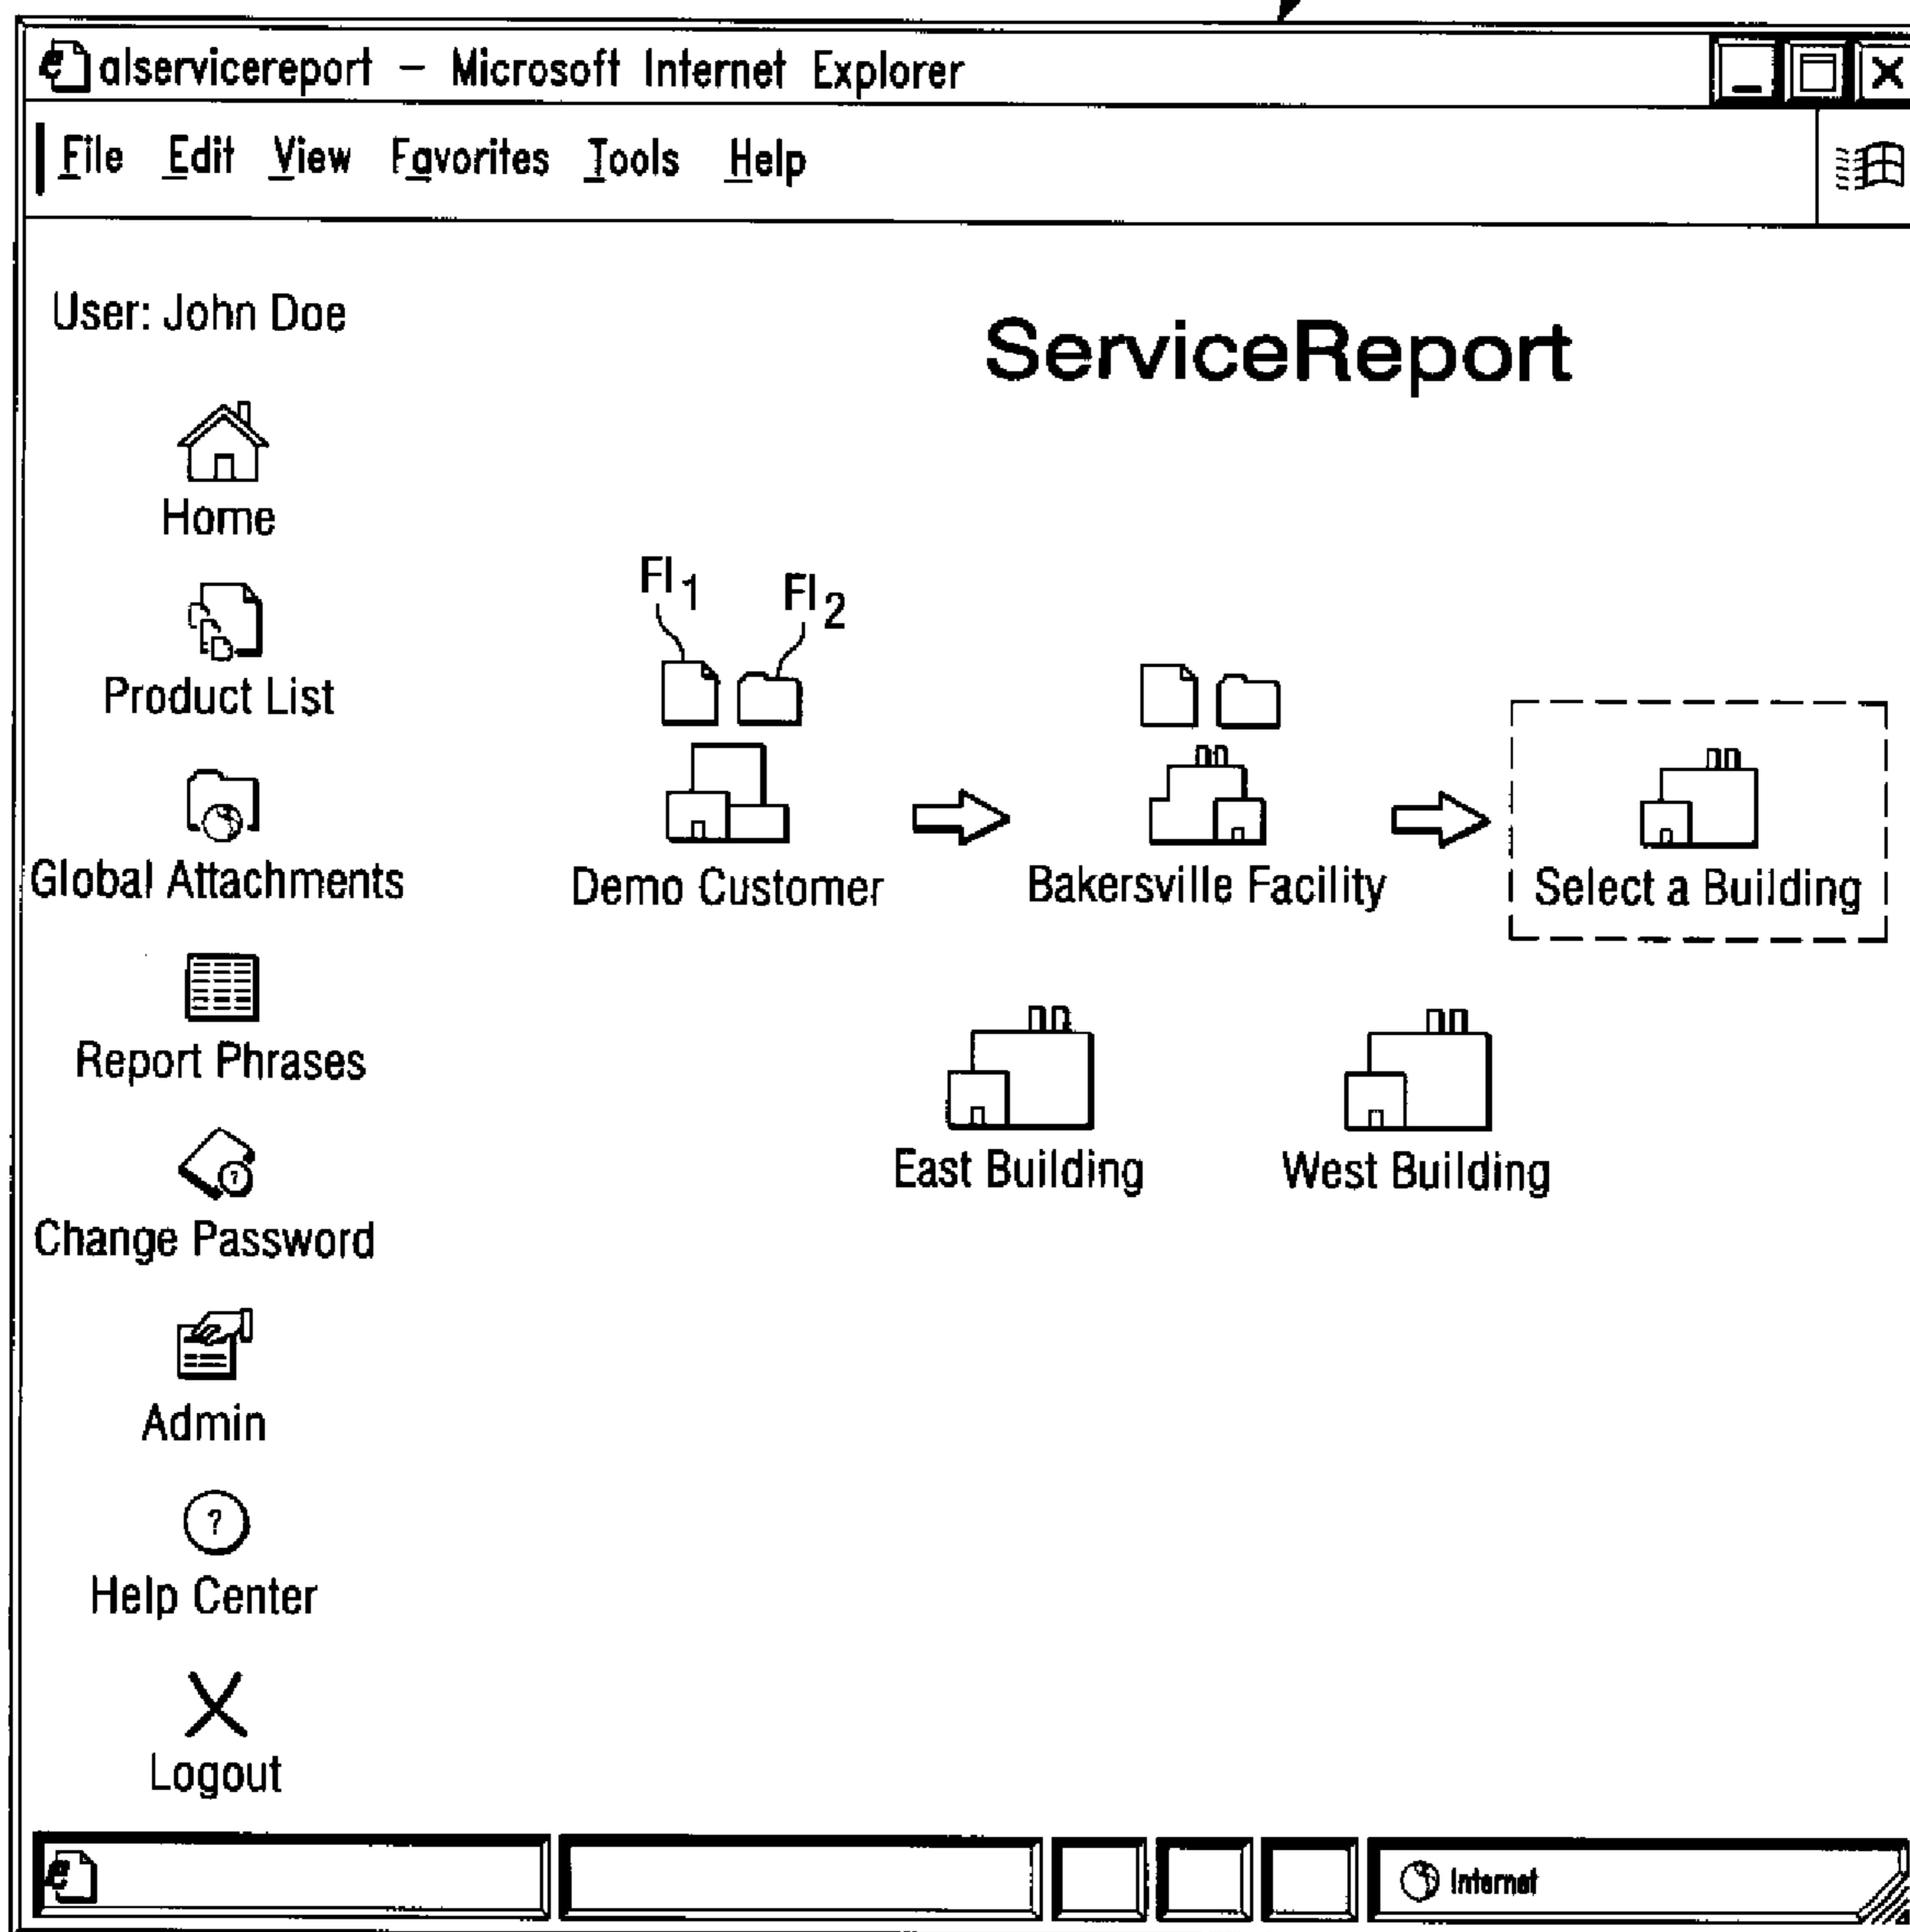 alservicereport – Microsoft Internet Explorer
File Edit View Favorites Tools Help
User: John Doe
ServiceReport
Home
Product List
Global Attachments
Report Phrases
Change Password
Admin
Help Center
Logout
FI1 FI2
Demo Customer Bakersville Facility Select a Building
East Building West Building
Internet